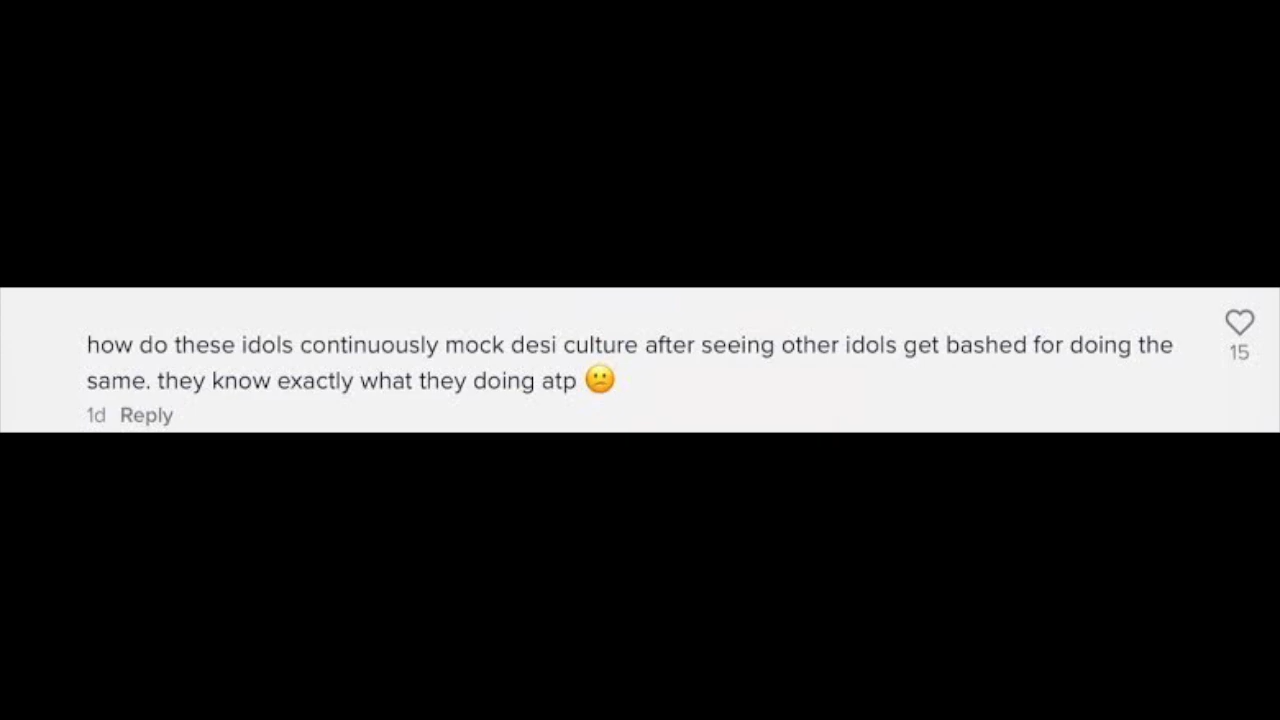 how do these idols continuously mock desi culture after seeing other idols get bashed for doing the
same. they know exactly what they doing atp 😕
1d Reply
15